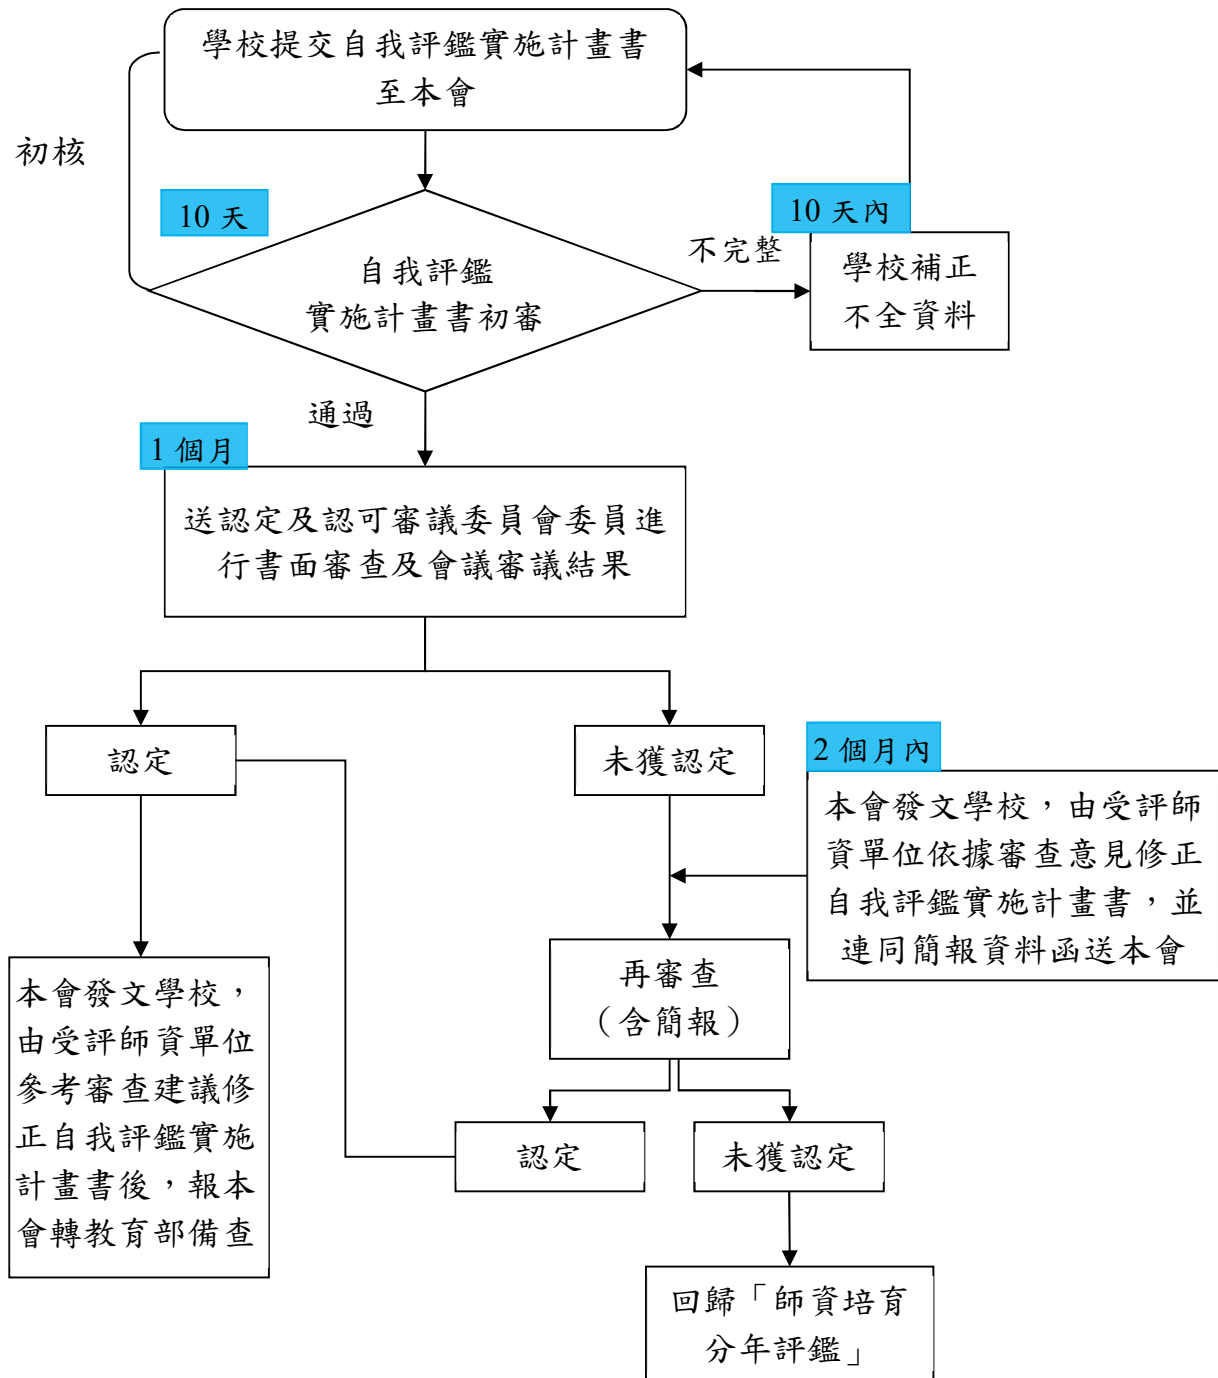 學校提交自我評鑑實施計畫書
至本會
初核
10 天
10 天內
不完整
自我評鑑
實施計畫書初審
學校補正
不全資料
通過
1 個月
送認定及認可審議委員會委員進
行書面審查及會議審議結果
認定
未獲認定
2 個月內
本會發文學校，由受評師
資單位依據審查意見修正
自我評鑑實施計畫書，並
連同簡報資料函送本會
再審查
（含簡報）
本會發文學校，
由受評師資單位
參考審查建議修
正自我評鑑實施
計畫書後，報本
會轉教育部備查
認定
未獲認定
回歸「師資培育
分年評鑑」